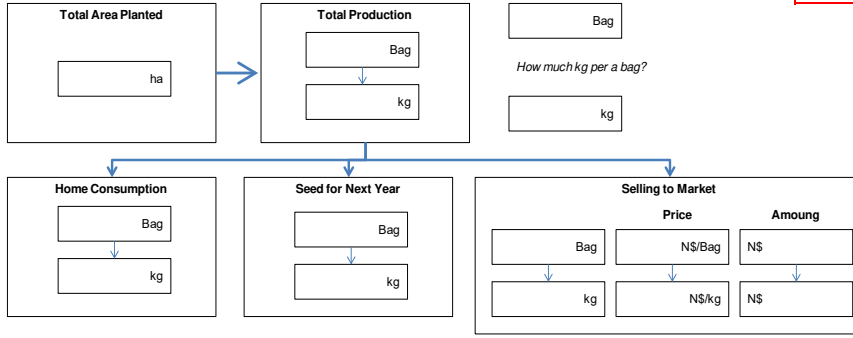 Total Area Planted
ha
Total Production
Bag
kg
Bag
How much kg per a bag?
kg
Home Consumption
Bag
kg
Seed for Next Year
Bag
kg
Selling to Market
Price Amoung
Bag N$/Bag N$
kg N$/kg N$